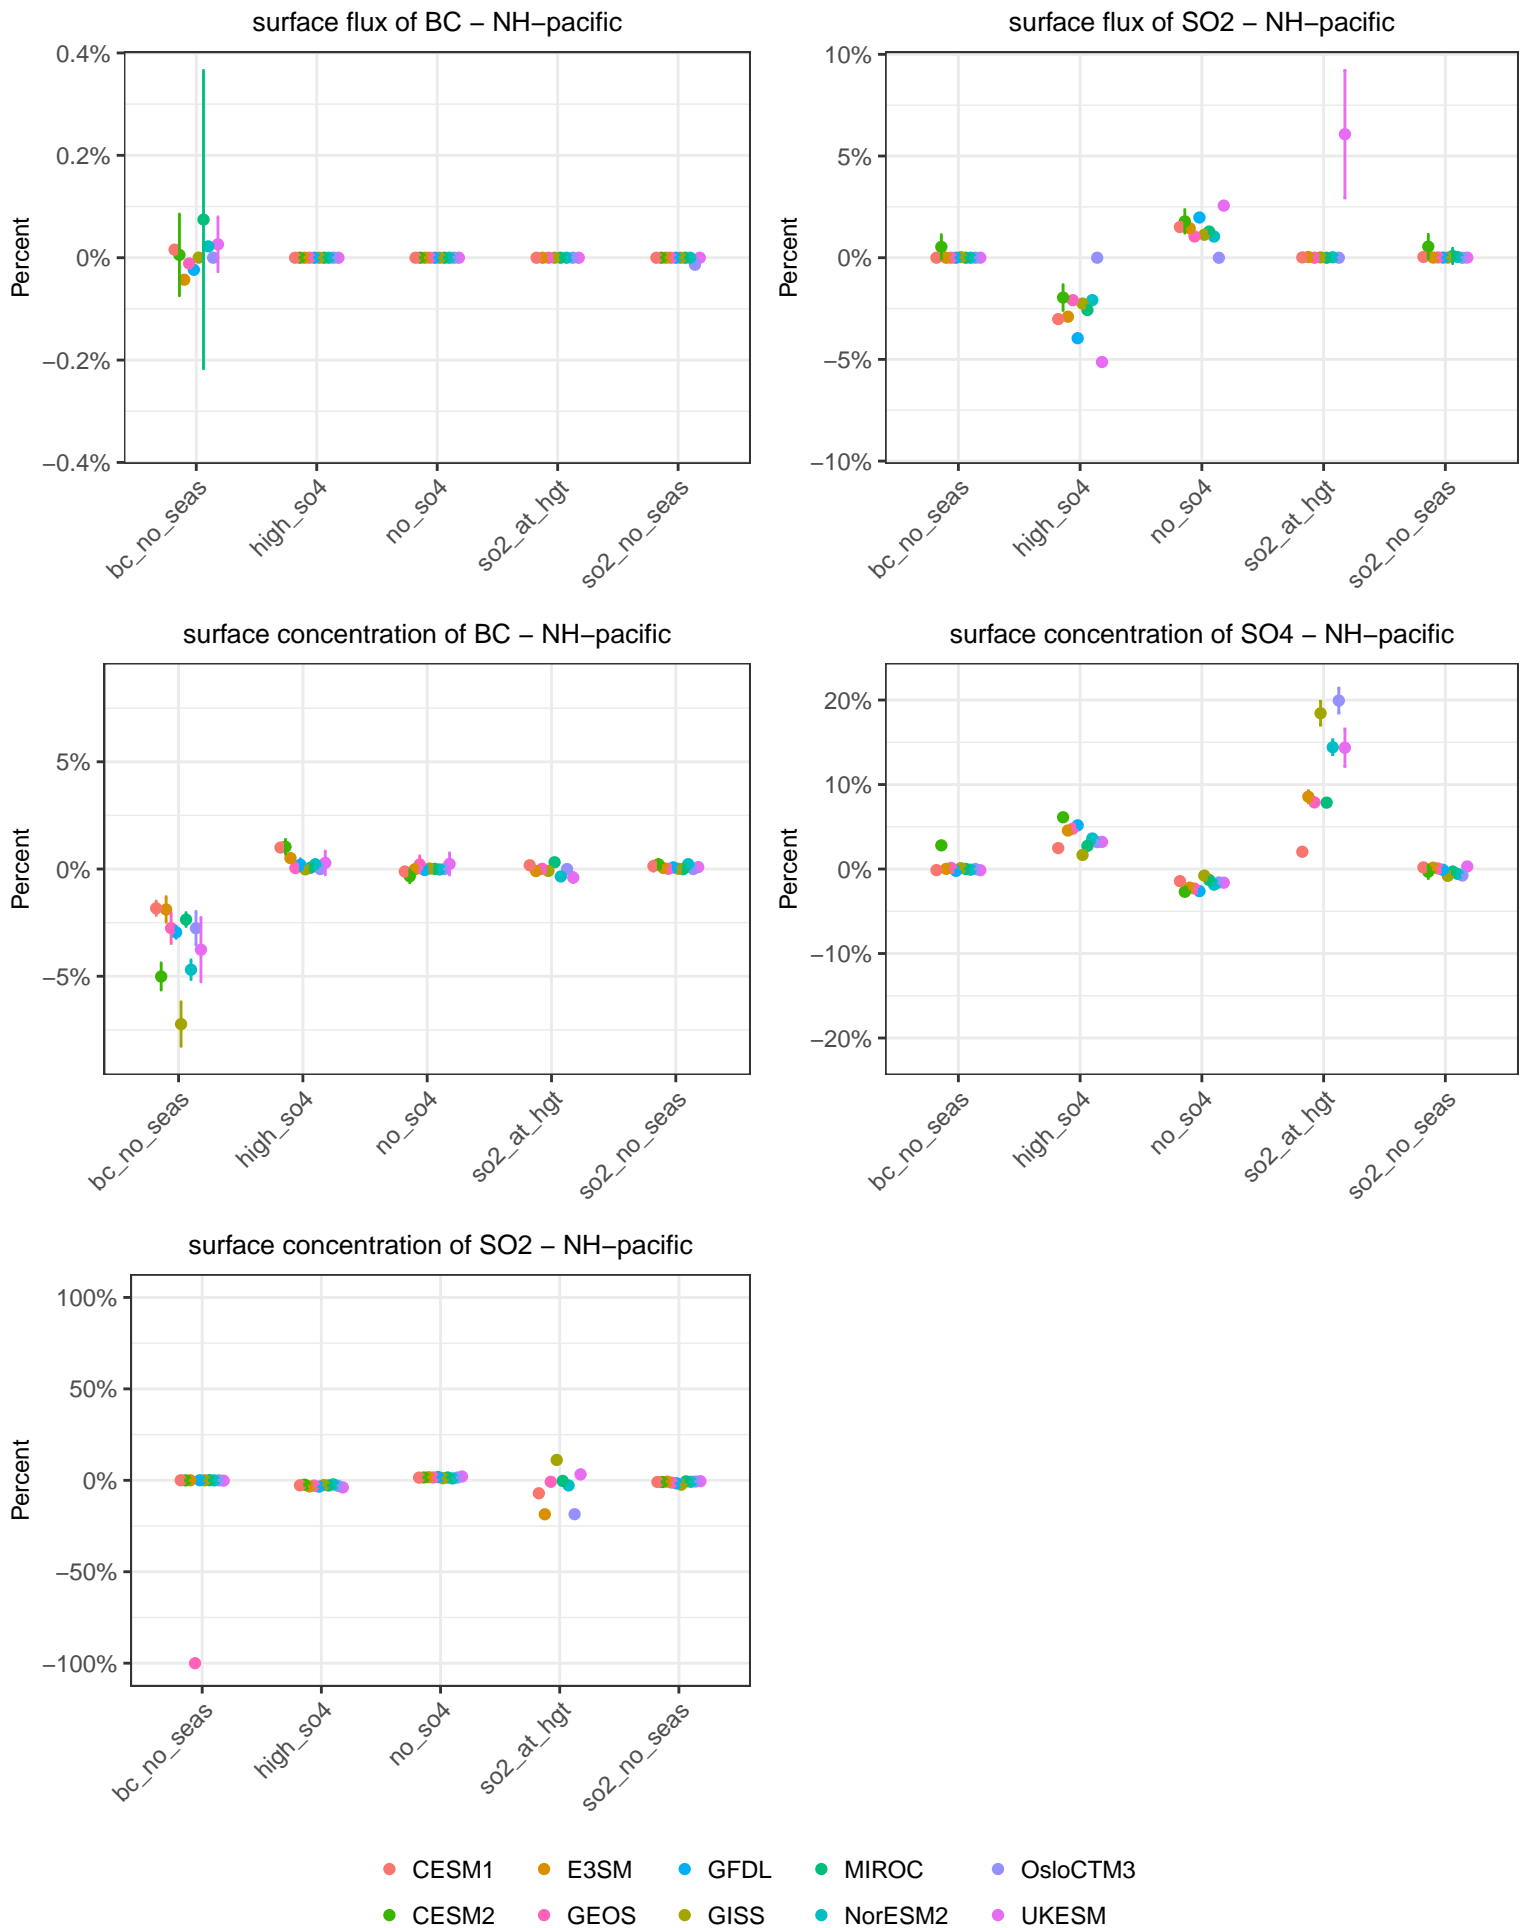 surface flux of BC − NH−pacific
0.4%
0.2%
0%
−0.2%
−0.4%
Percent
bc_no_seas
high_so4
no_so4
so2_at_hgt
so2_no_seas
surface flux of SO2 − NH−pacific
10%
5%
0%
−5%
−10%
Percent
bc_no_seas
high_so4
no_so4
so2_at_hgt
so2_no_seas
surface concentration of BC − NH−pacific
5%
0%
−5%
Percent
bc_no_seas
high_so4
no_so4
so2_at_hgt
so2_no_seas
surface concentration of SO4 − NH−pacific
20%
10%
0%
−10%
−20%
Percent
bc_no_seas
high_so4
no_so4
so2_at_hgt
so2_no_seas
surface concentration of SO2 − NH−pacific
100%
50%
0%
−50%
−100%
Percent
bc_no_seas
high_so4
no_so4
so2_at_hgt
so2_no_seas
CESM1 E3SM GFDL MIROC OsloCTM3
CESM2 GEOS GISS NorESM2 UKESM